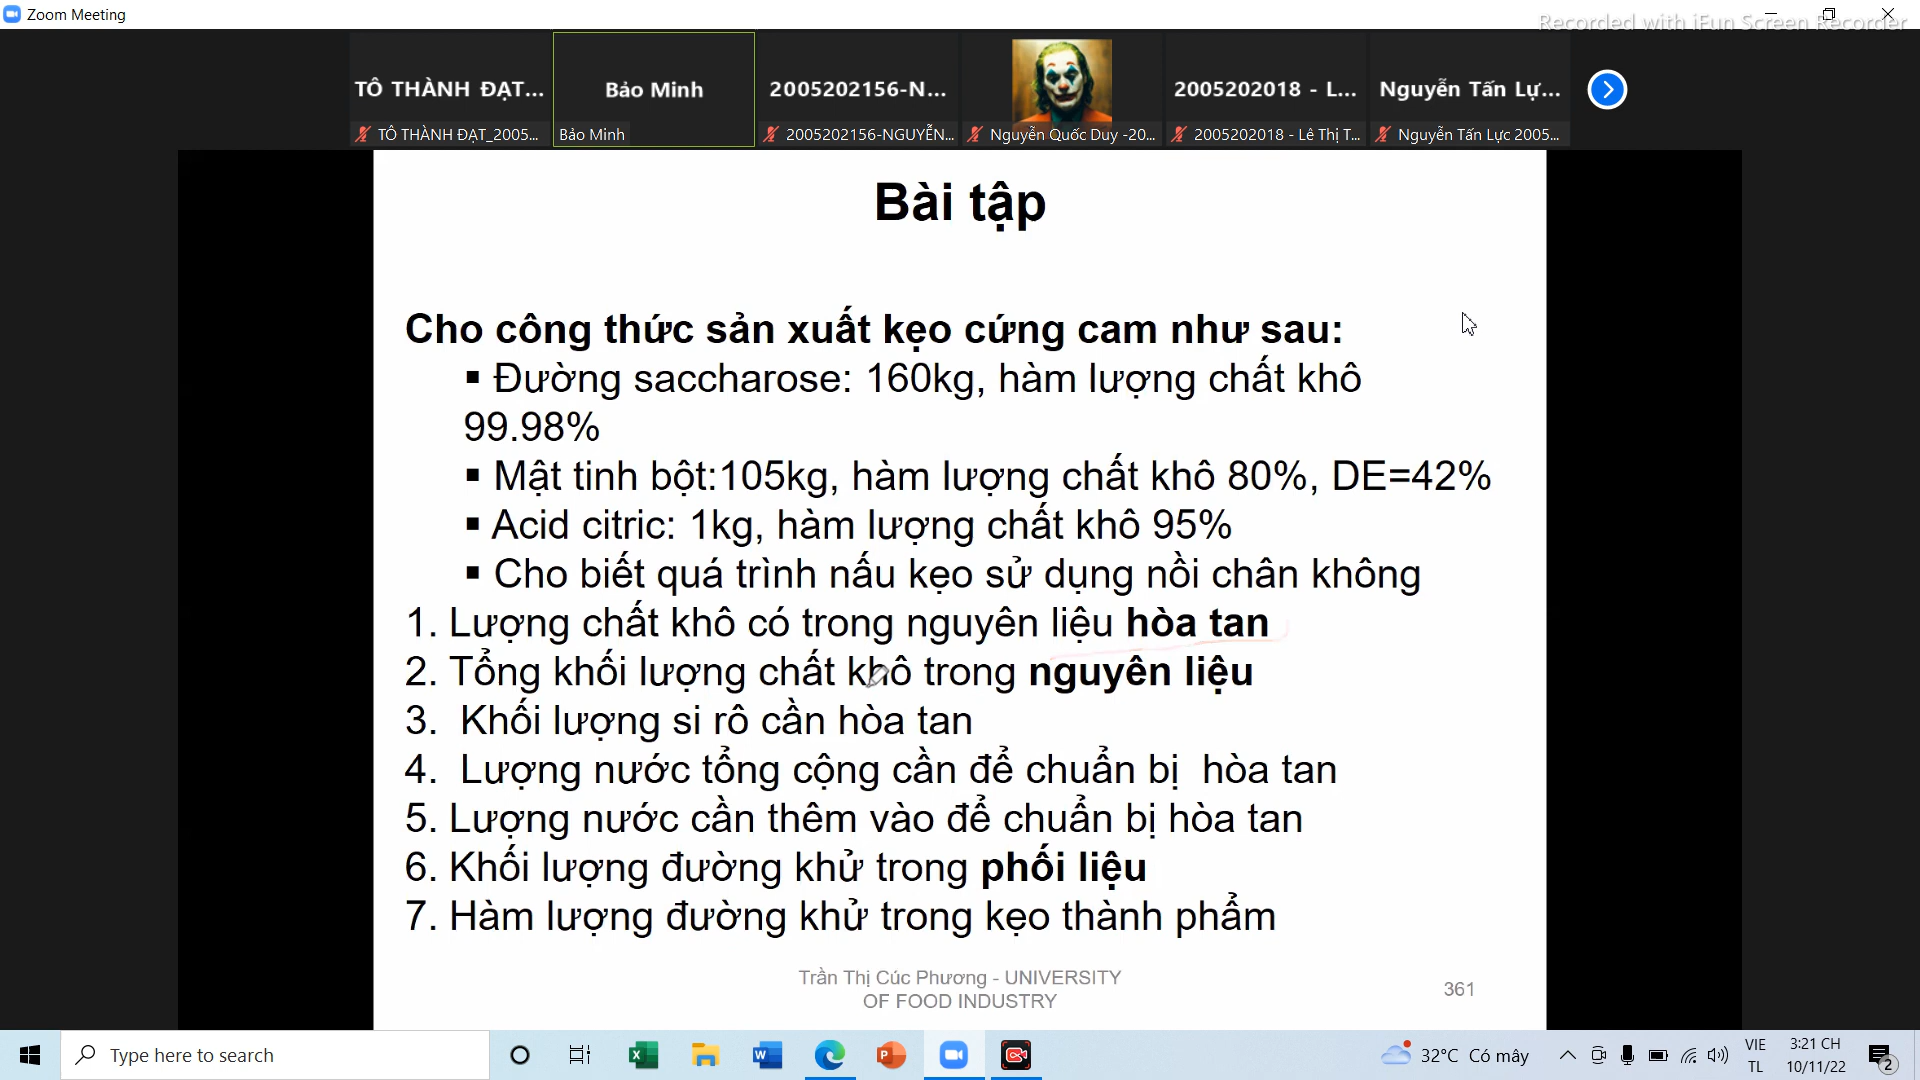 Zoom Meeting
Recorded with iFun Screen Recorder
TÔ THÀNH ĐẠT...
Bảo Minh
2005202156-N...
2005202018 - L...
Nguyễn Tấn Lự...
TÔ THÀNH ĐẠT_2005...
Bảo Minh
2005202156-NGUYỄN...
Nguyễn Quốc Duy -20...
2005202018 - Lê Thị T...
Nguyễn Tấn Lực 2005...
Bài tập
Cho công thức sản xuất kẹo cứng cam như sau:
▪ Đường saccharose: 160kg, hàm lượng chất khô
99.98%
▪ Mật tinh bột:105kg, hàm lượng chất khô 80%, DE=42%
▪ Acid citric: 1kg, hàm lượng chất khô 95%
▪ Cho biết quá trình nấu kẹo sử dụng nồi chân không
1. Lượng chất khô có trong nguyên liệu hòa tan
2. Tổng khối lượng chất khô trong nguyên liệu
3. Khối lượng si rô cần hòa tan
4. Lượng nước tổng cộng cần để chuẩn bị hòa tan
5. Lượng nước cần thêm vào để chuẩn bị hòa tan
6. Khối lượng đường khử trong phối liệu
7. Hàm lượng đường khử trong kẹo thành phẩm
Trần Thị Cúc Phương - UNIVERSITY
OF FOOD INDUSTRY
361
Type here to search
32°C Có mây
VIE
TL
3:21 CH
10/11/22
2